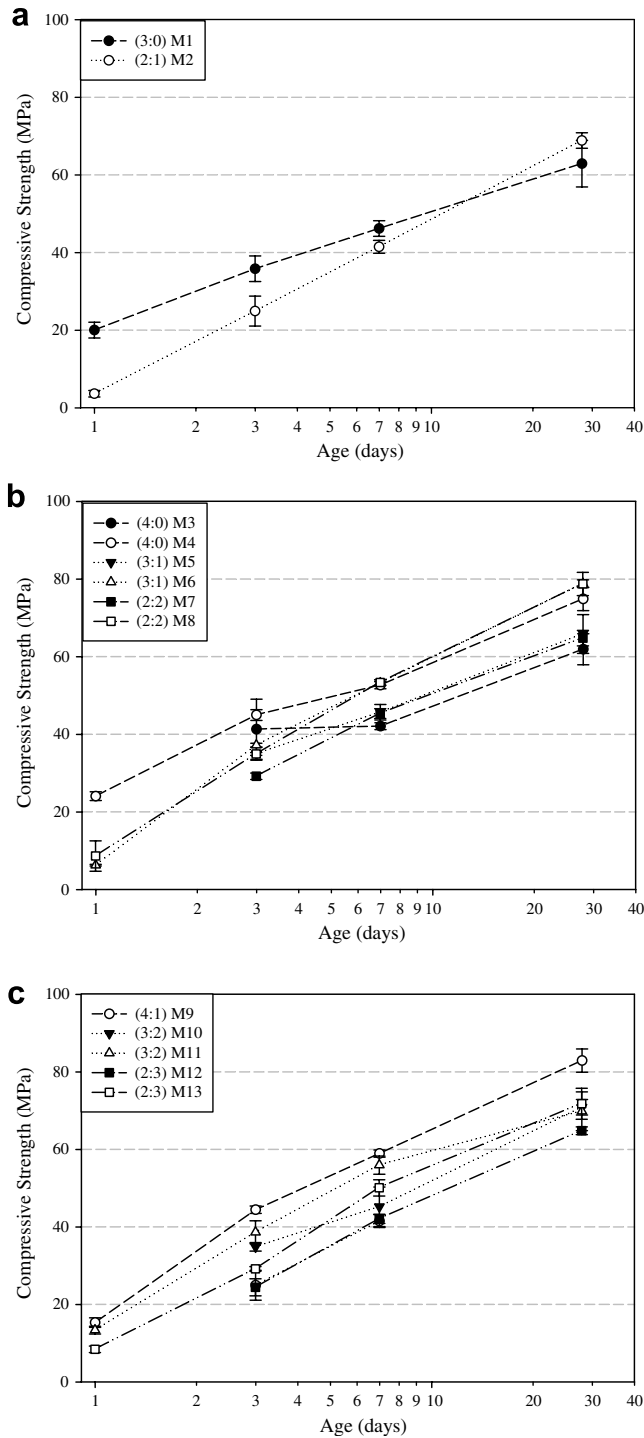 a
100
(3:0) M1
(2:1) M2
80
60
40
20
0
Compressive Strength (MPa)
1 2 3 4 5 6 7 8 9 10 20 30 40
Age (days)
b
100
(4:0) M3
(4:0) M4
(3:1) M5
(3:1) M6
(2:2) M7
(2:2) M8
80
60
40
20
0
Compressive Strength (MPa)
1 2 3 4 5 6 7 8 9 10 20 30 40
Age (days)
c
100
(4:1) M9
(3:2) M10
(3:2) M11
(2:3) M12
(2:3) M13
80
60
40
20
0
Compressive Strength (MPa)
1 2 3 4 5 6 7 8 9 10 20 30 40
Age (days)